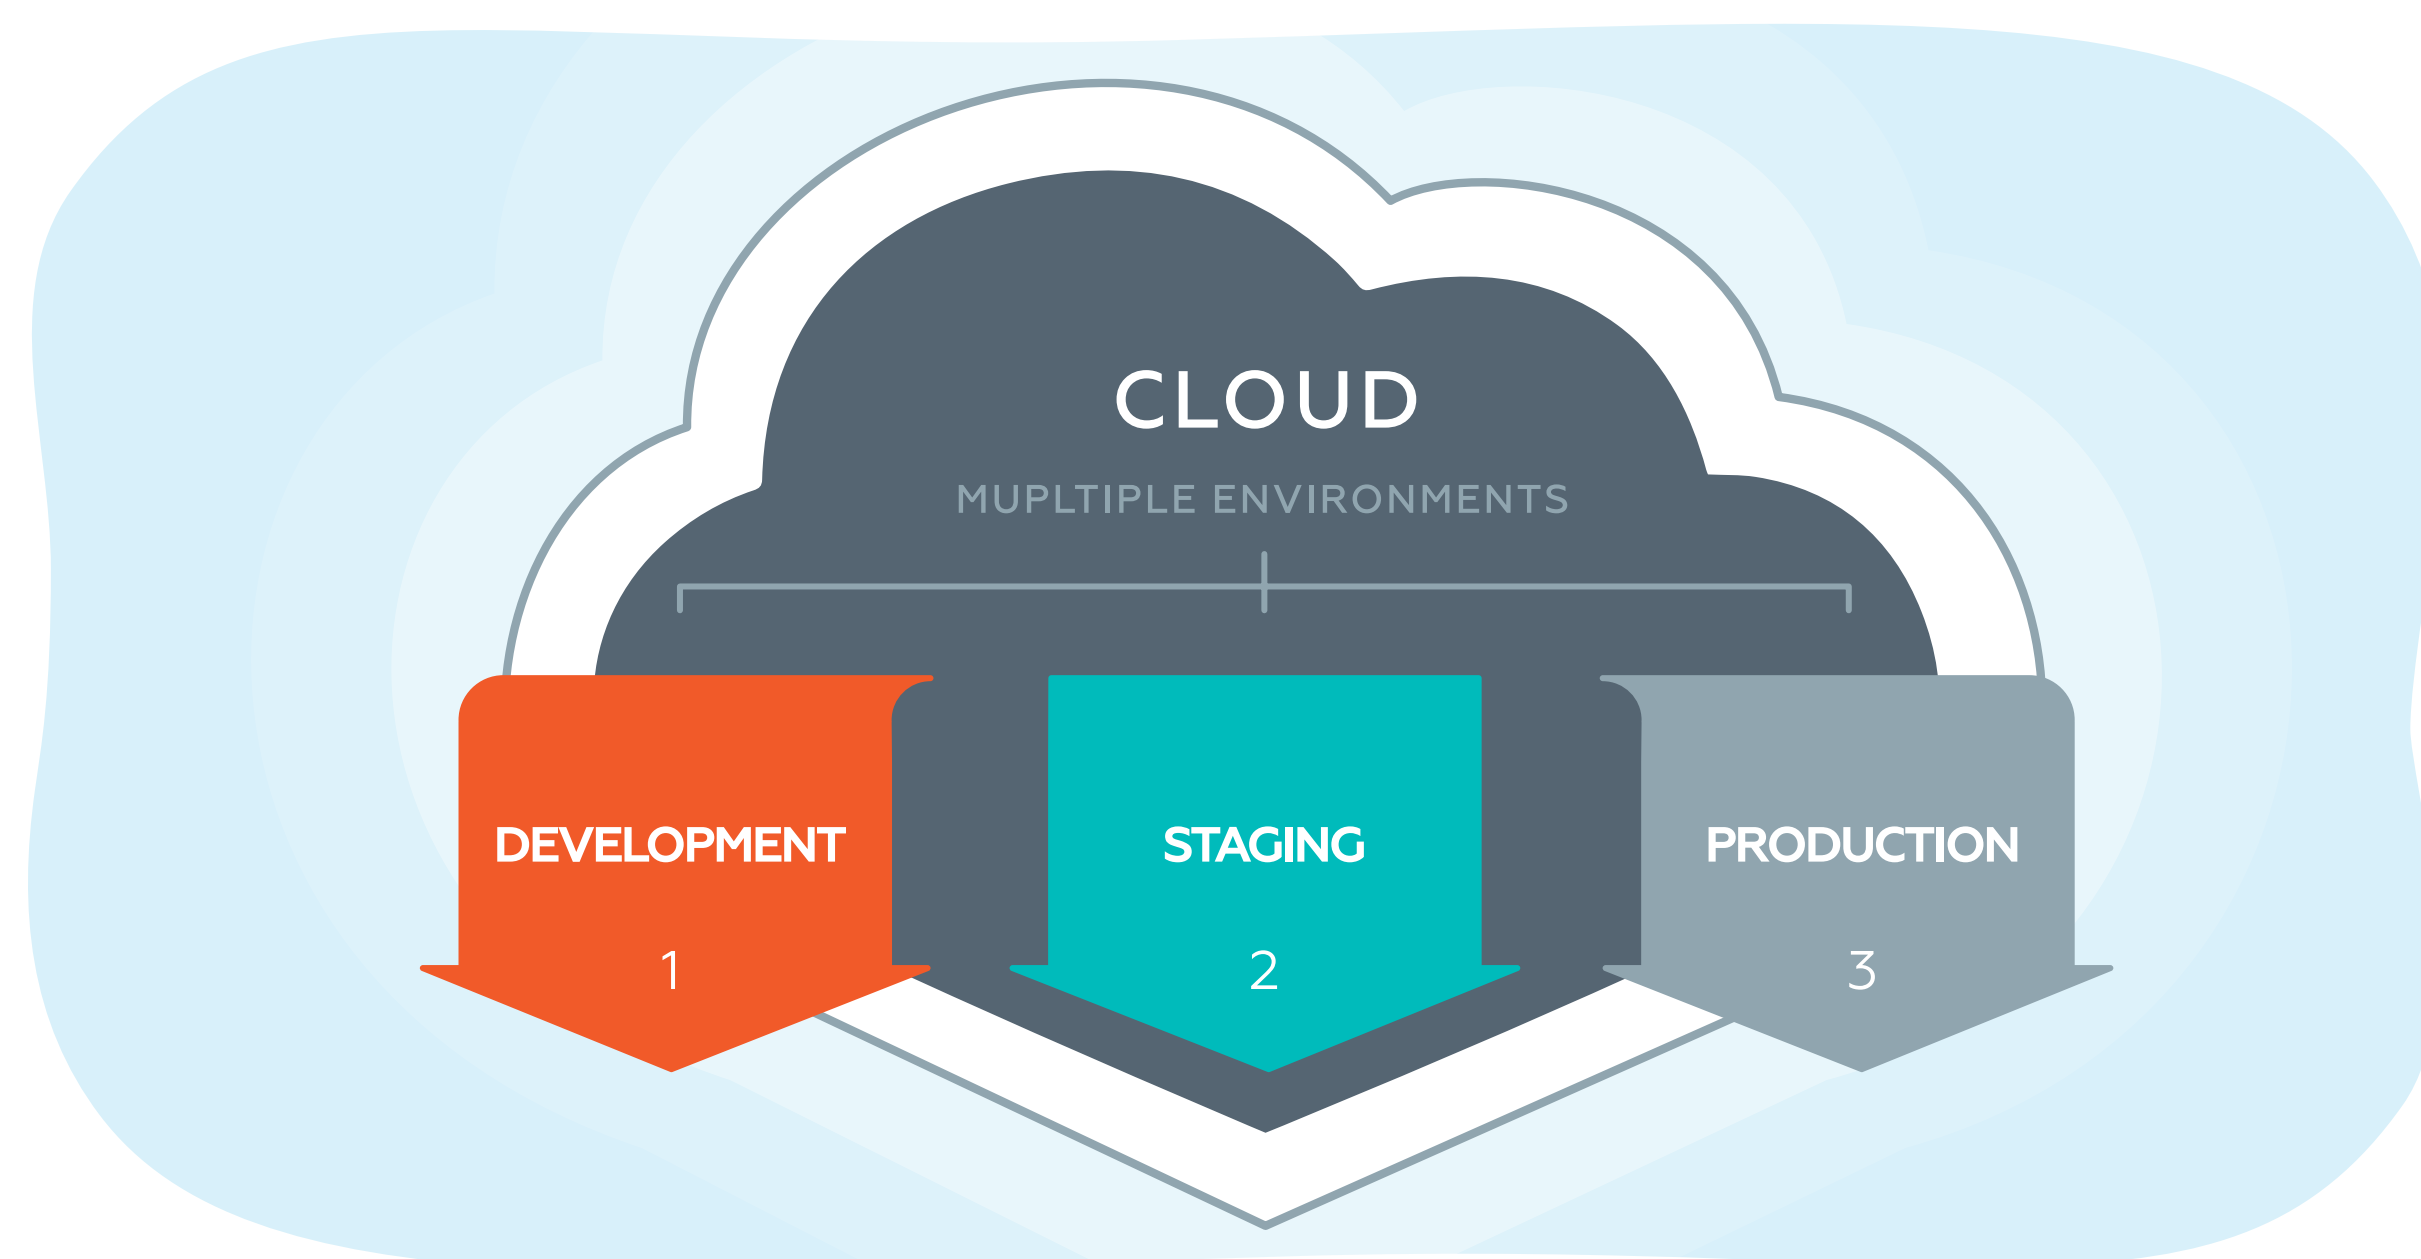 CLOUD
MUPLTIPLE ENVIRONMENTS
DEVELOPMENT
1
STAGING
2
PRODUCTION
3